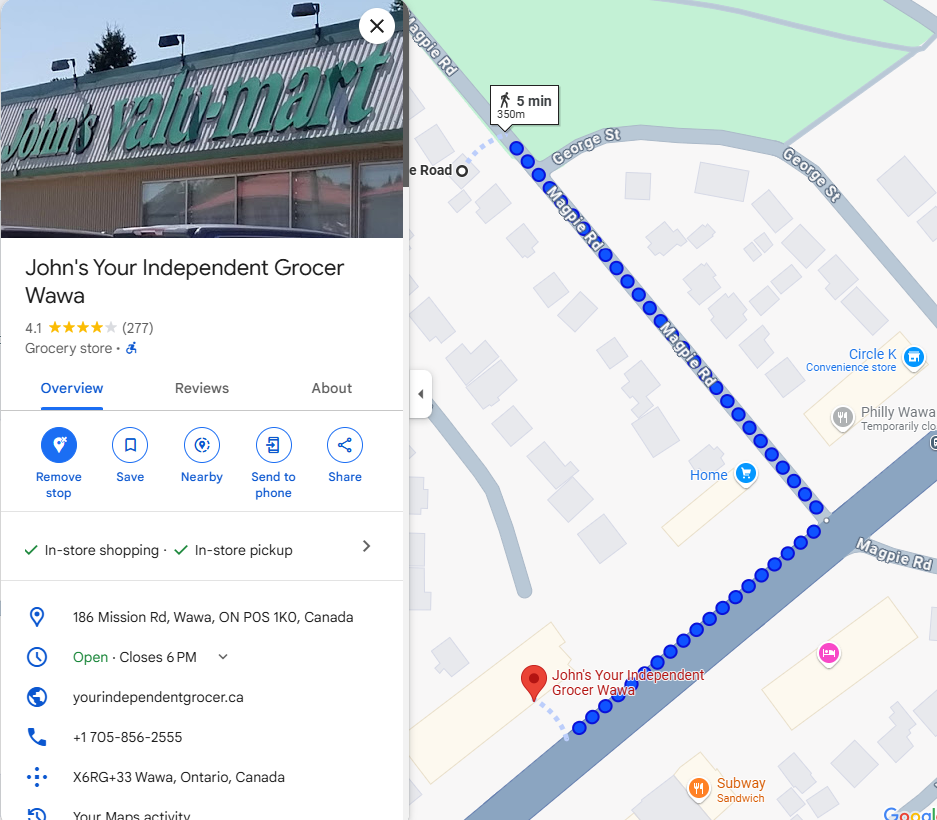 John's valu-mart
John's Your Independent Grocer
Wawa
4.1 (277)
Grocery store ·
Overview
Reviews
About
Remove
stop
Save
Nearby
Send to
phone
Share
In-store shopping · In-store pickup
186 Mission Rd, Wawa, ON P0S 1K0, Canada
Open · Closes 6 PM
yourindependentgrocer.ca
+1 705-856-2555
X6RG+33 Wawa, Ontario, Canada
Your Maps activity
Magpie Rd
5 min
350m
George St
George St
e Road
Magpie Rd
Magpie Rd
Circle K
Convenience store
Philly Wawa
Temporarily clo
Home
Magpie Rd
John's Your Independent
Grocer Wawa
Subway
Sandwich
Google